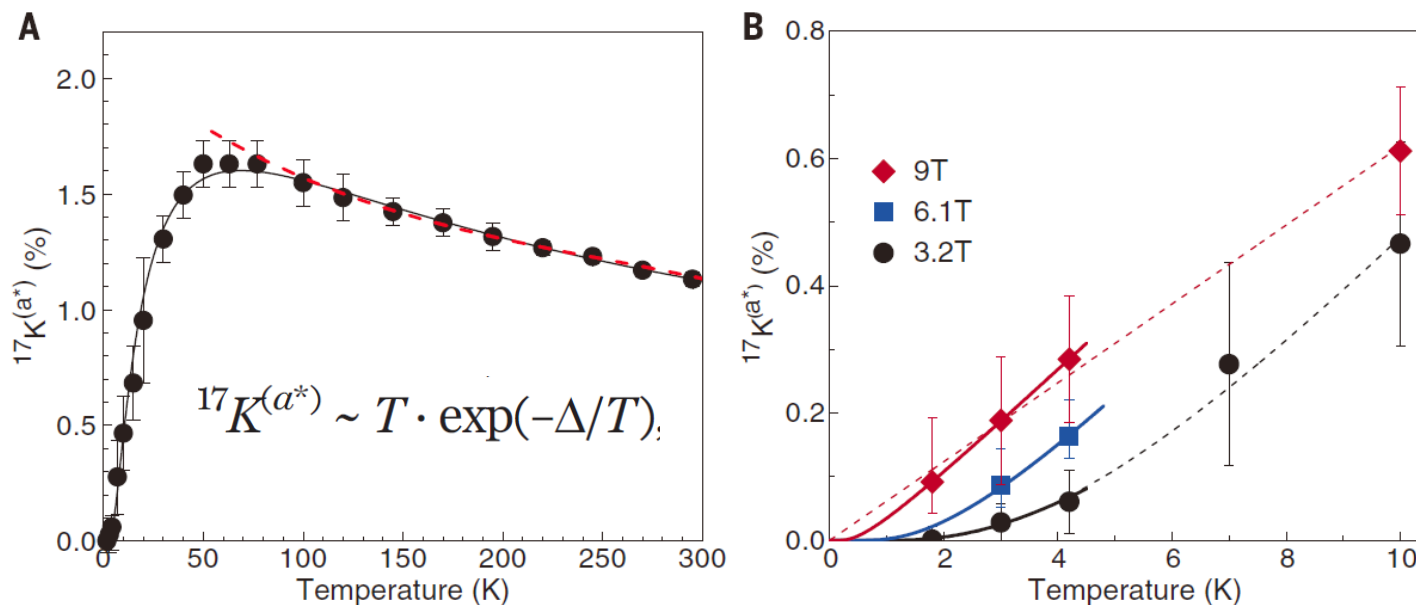 A
2.0
1.5
1.0
0.5
0.0
0
50
100
150
200
250
300
17K(a*) (%)
Temperature (K)
17K(a*) ~ T · exp(−Δ/T),
B
0.8
0.6
0.4
0.2
0.0
0
2
4
6
8
10
17K(a*) (%)
Temperature (K)
9T
6.1T
3.2T